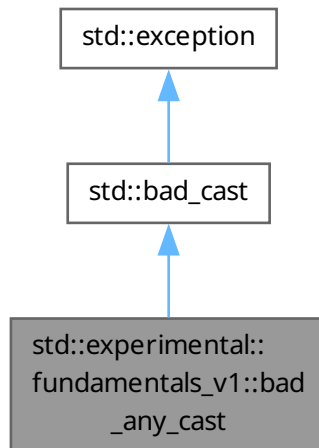 std::exception
std::bad_cast
std::experimental::
fundamentals_v1::bad
_any_cast